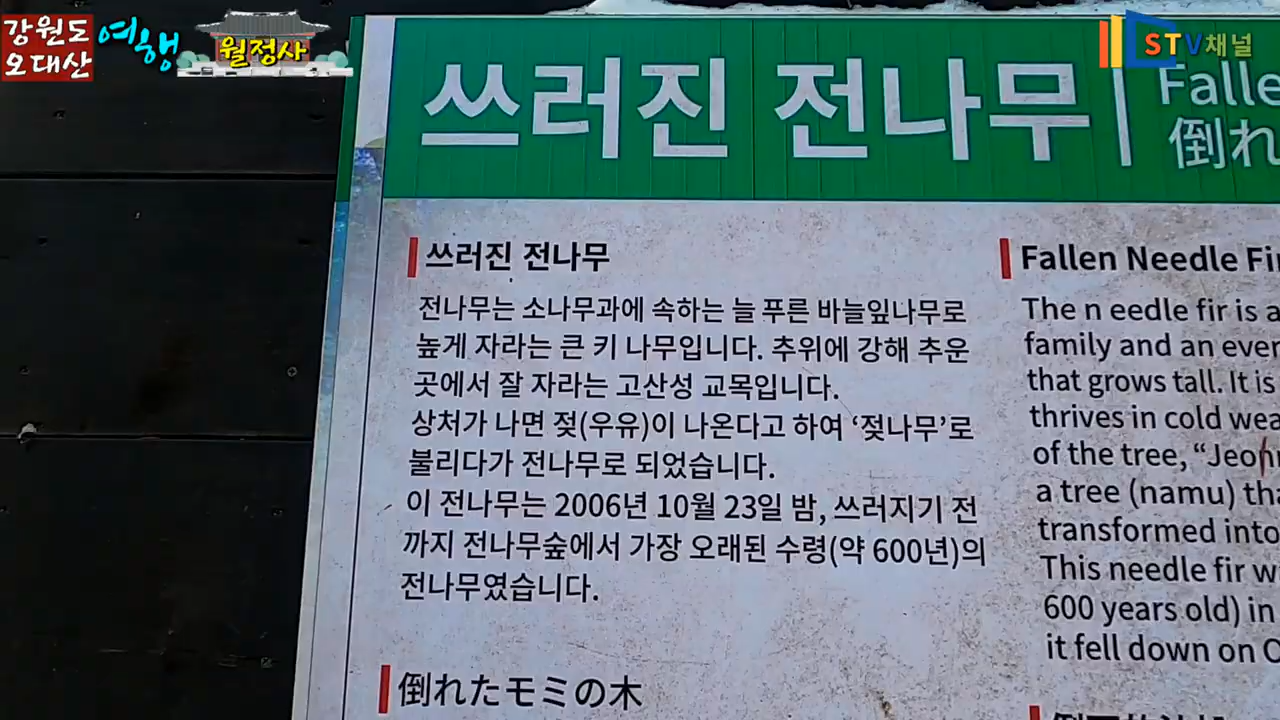 강원도
오대산
여행
월정사
STV채널
쓰러진 전나무
Falle
倒れ
쓰러진 전나무
전나무는 소나무과에 속하는 늘 푸른 바늘잎나무로
높게 자라는 큰 키 나무입니다. 추위에 강해 추운
곳에서 잘 자라는 고산성 교목입니다.
상처가 나면 젖(우유)이 나온다고 하여 ‘젖나무’로
불리다가 전나무로 되었습니다.
이 전나무는 2006년 10월 23일 밤, 쓰러지기 전
까지 전나무숲에서 가장 오래된 수령(약 600년)의
전나무였습니다.
Fallen Needle Fir
The n eedle fir is a
family and an ever
that grows tall. It is
thrives in cold wea
of the tree, “Jeon
a tree (namu) tha
transformed into
This needle fir w
600 years old) in
it fell down on O
倒れたモミの木